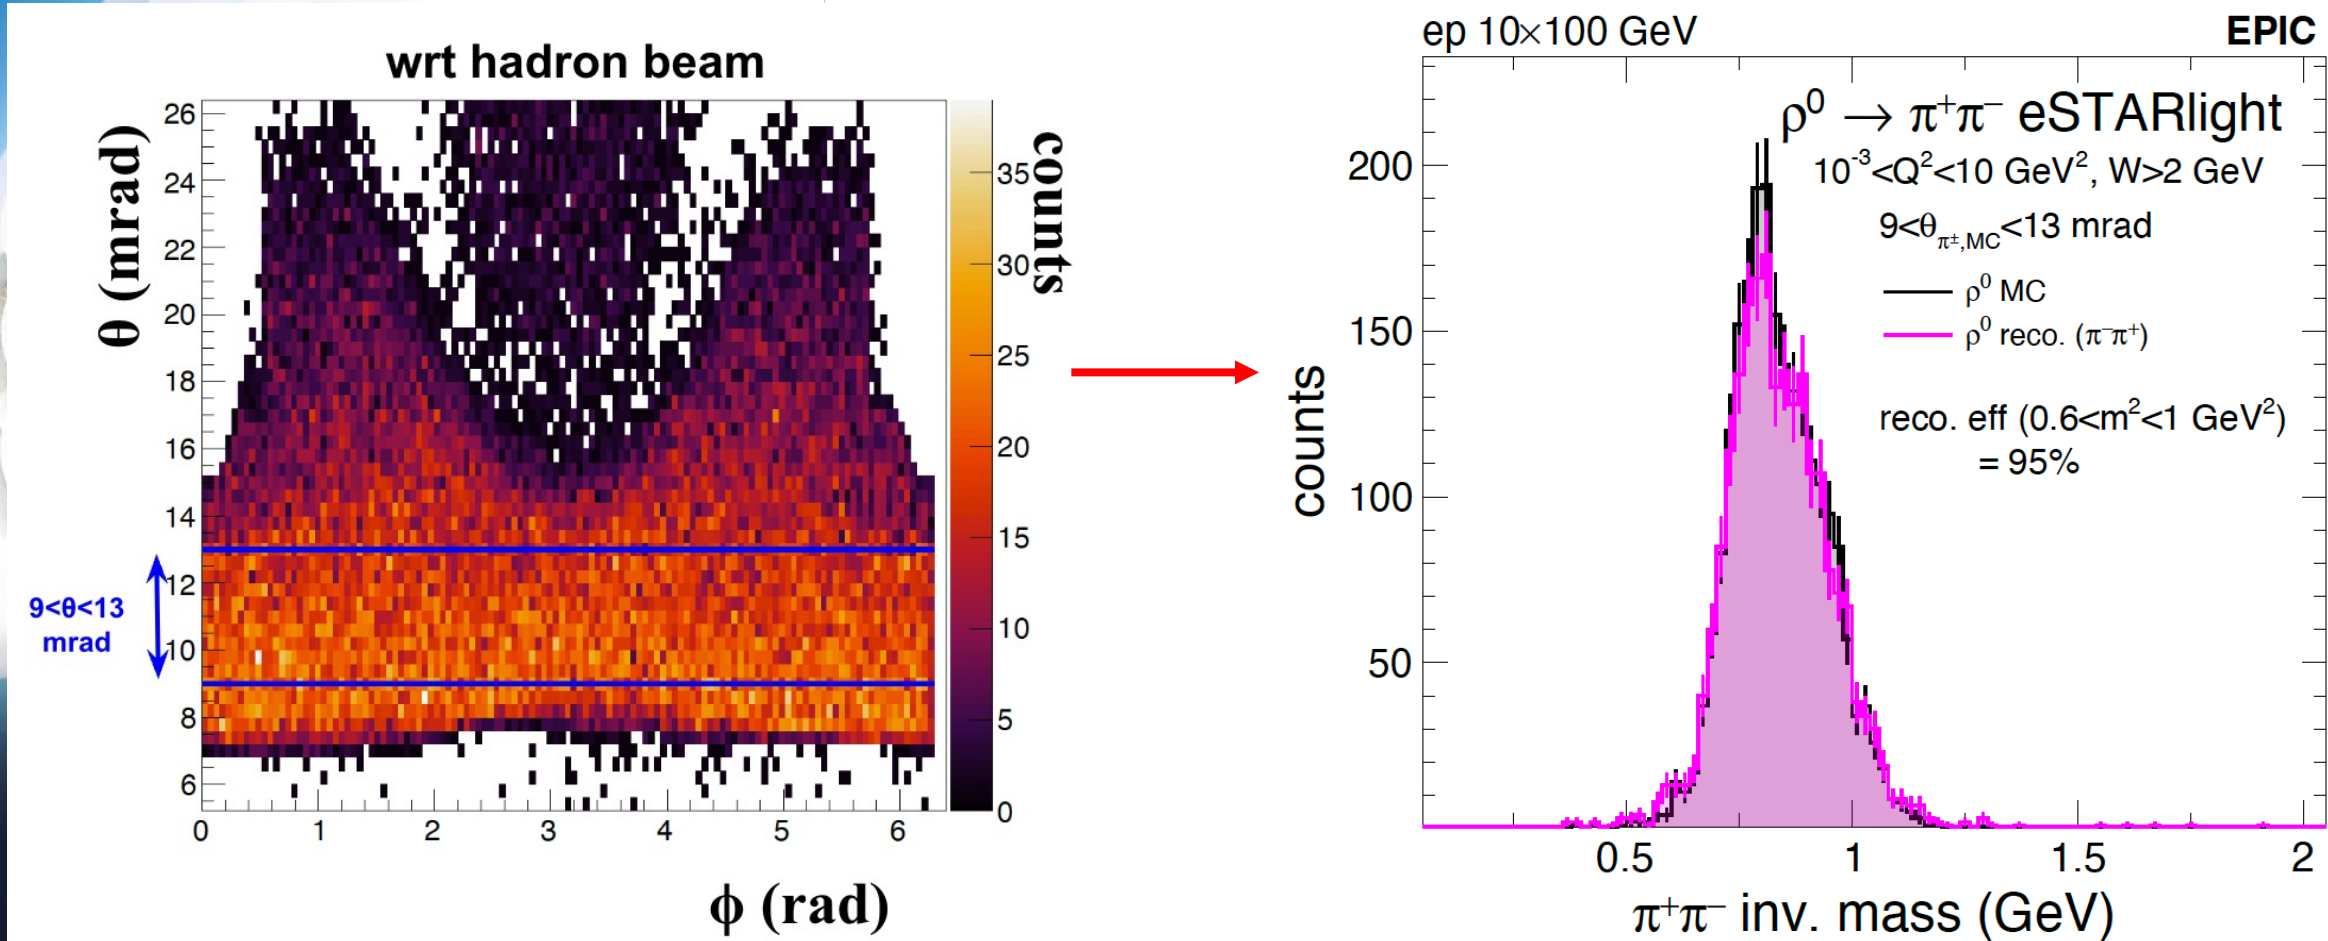 wrt hadron beam
θ (mrad)
26
24
22
20
18
16
14
12
10
8
6
0 1 2 3 4 5 6
ϕ (rad)
counts
35
30
25
20
15
10
5
0
9<θ<13
mrad
ep 10×100 GeV EPIC
ρ⁰ → π⁺π⁻ eSTARlight
10⁻³<Q²<10 GeV², W>2 GeV
9<θ_π±,MC<13 mrad
ρ⁰ MC
ρ⁰ reco. (π⁻π⁺)
reco. eff (0.6<m²<1 GeV²)
= 95%
counts
200
150
100
50
0.5 1 1.5 2
π⁺π⁻ inv. mass (GeV)